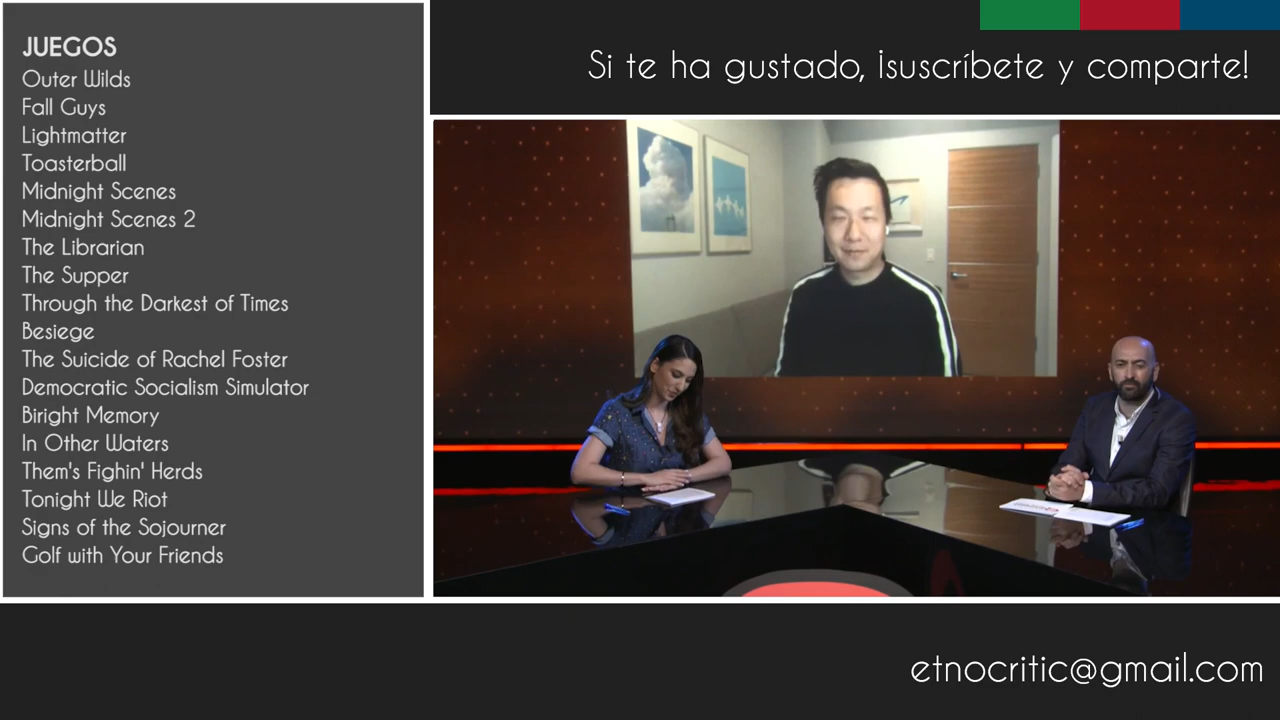 JUEGOS
Outer Wilds
Fall Guys
Lightmatter
Toasterball
Midnight Scenes
Midnight Scenes 2
The Librarian
The Supper
Through the Darkest of Times
Besiege
The Suicide of Rachel Foster
Democratic Socialism Simulator
Biright Memory
In Other Waters
Them's Fighin' Herds
Tonight We Riot
Signs of the Sojourner
Golf with Your Friends
Si te ha gustado, ¡suscríbete y comparte!
etnocritic@gmail.com